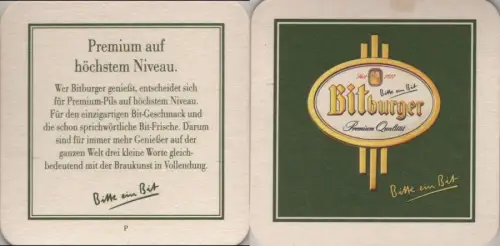 Premium auf
höchstem Niveau.
Wer Bitburger genießt, entscheidet sich
für Premium-Pils auf höchstem Niveau.
Für den einzigartigen Bit-Geschmack und
die schon sprichwörtliche Bit-Frische. Darum
sind für immer mehr Genießer auf der
ganzen Welt drei kleine Worte gleich-
bedeutend mit der Braukunst in Vollendung.
Bitte ein Bit
P
Bitte ein Bit
Bitburger
Premium Qualität
Bitte ein Bit